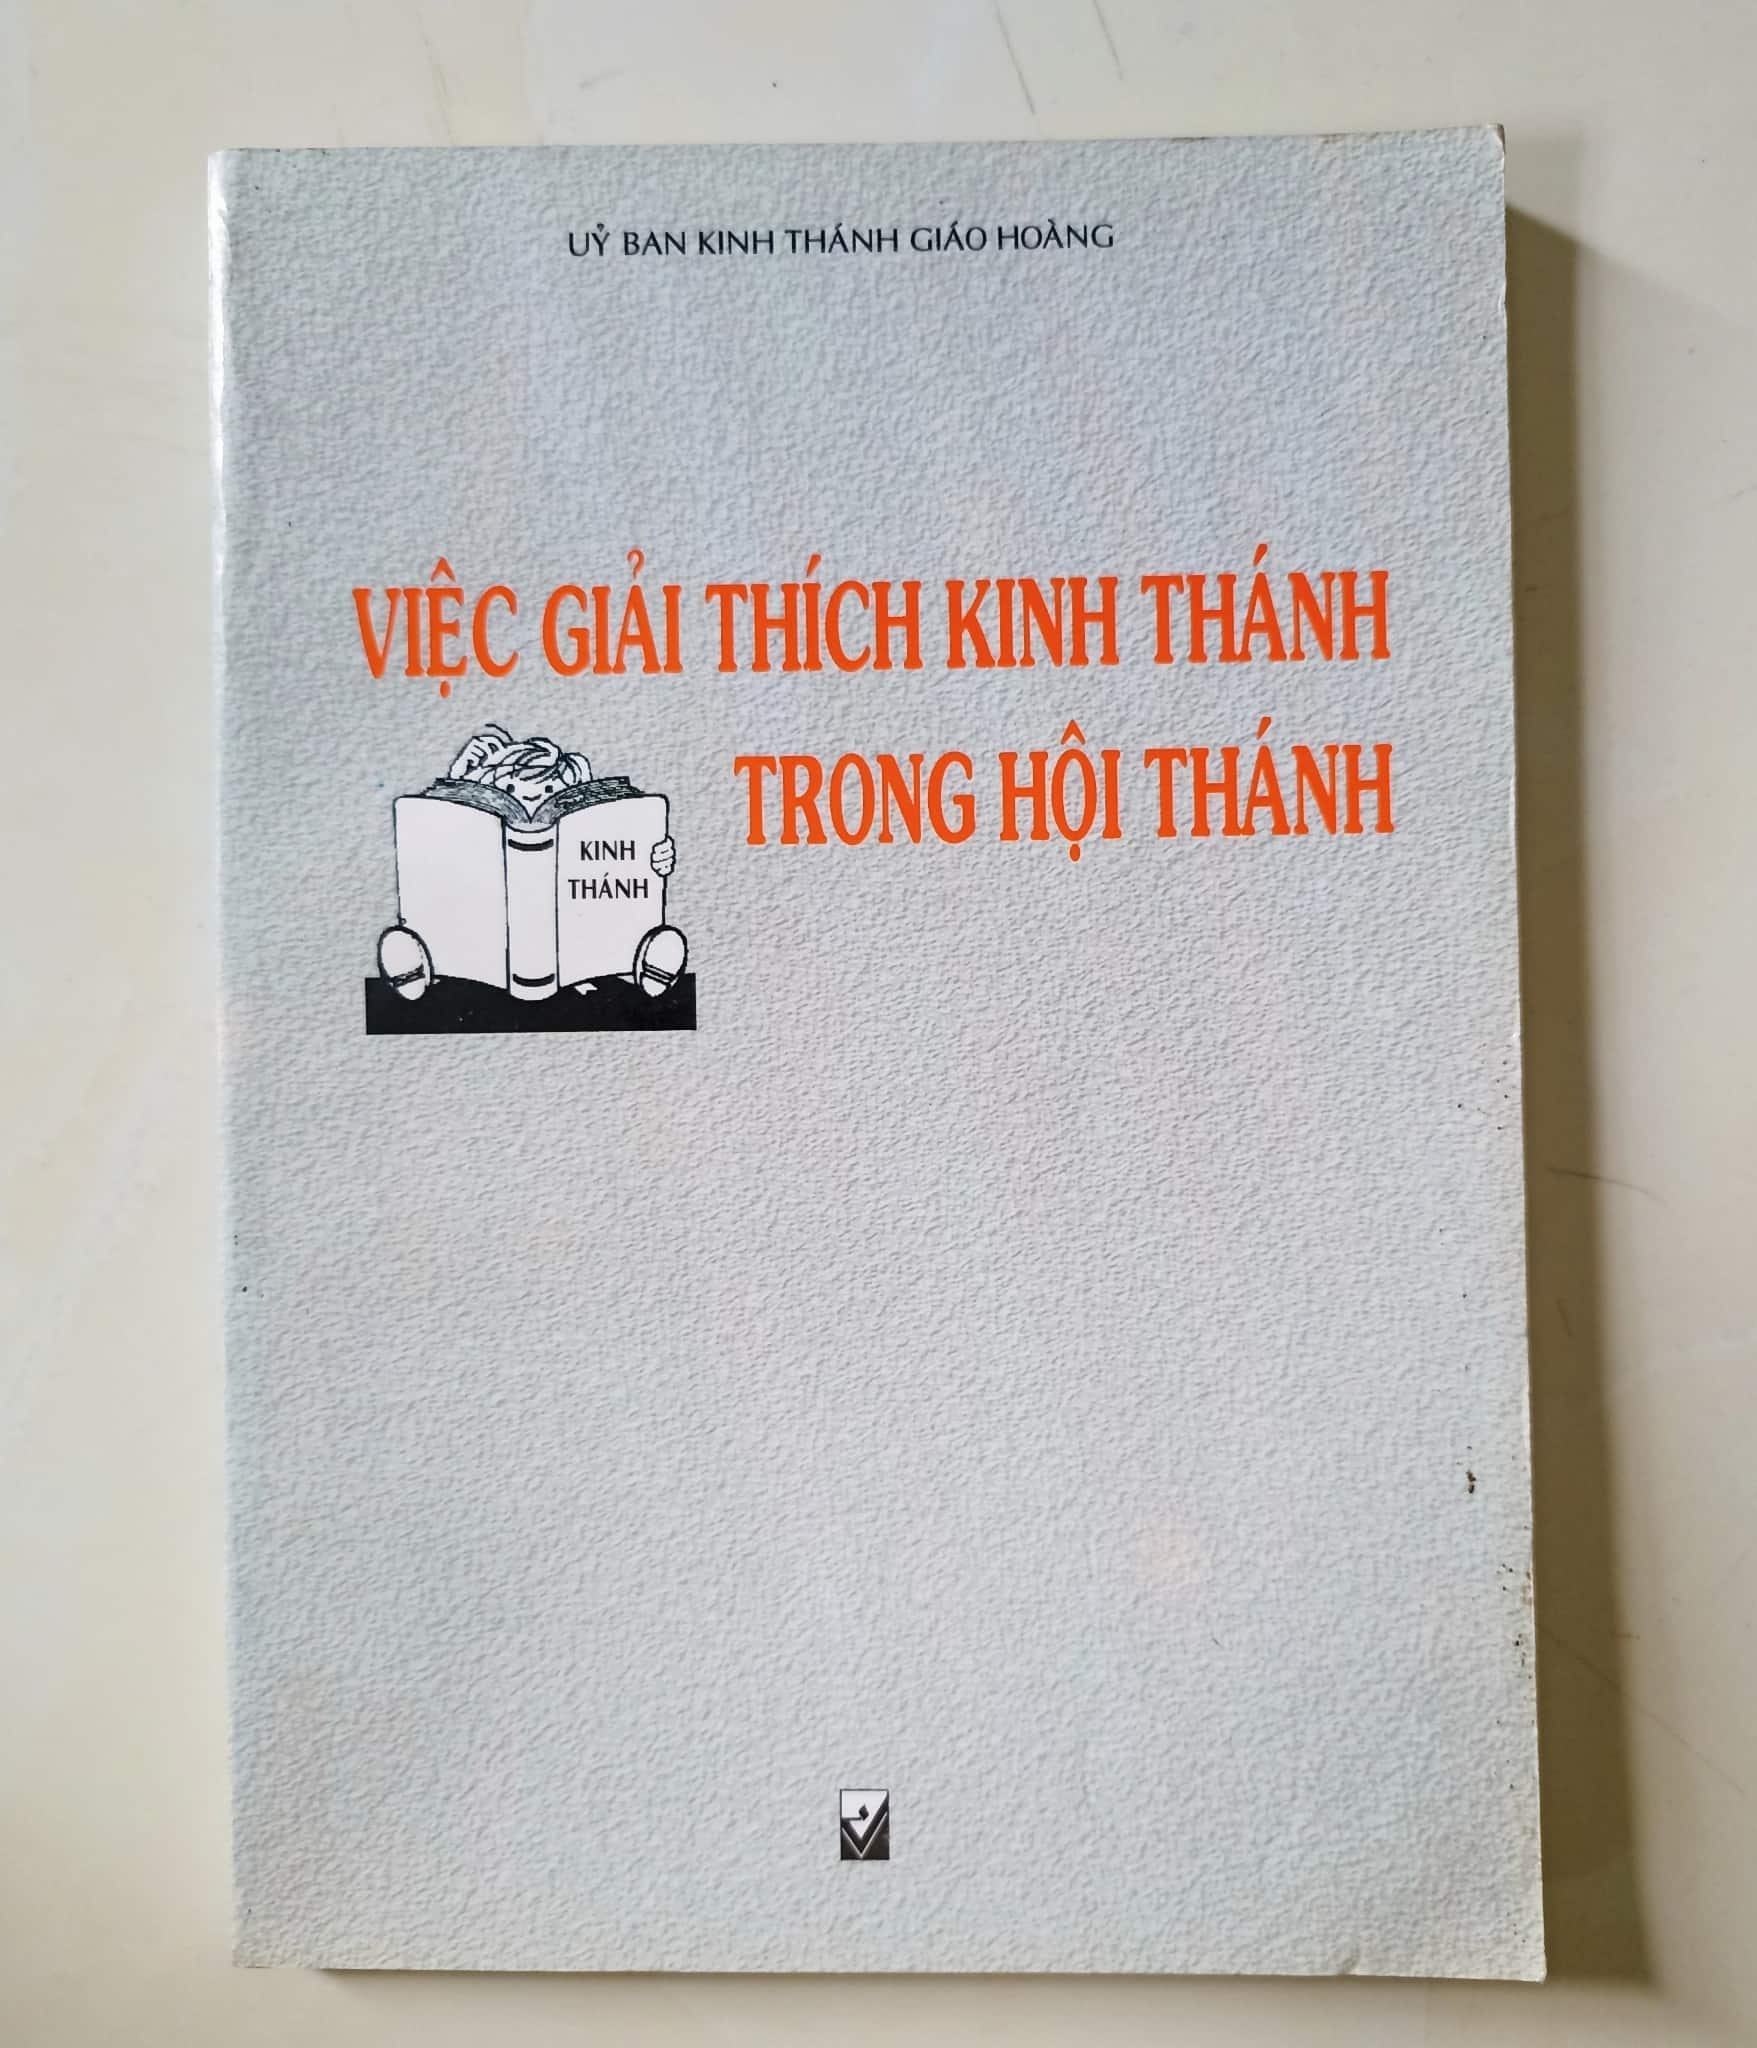 UỶ BAN KINH THÁNH GIÁO HOÀNG
VIỆC GIẢI THÍCH KINH THÁNH
TRONG HỘI THÁNH
KINH
THÁNH